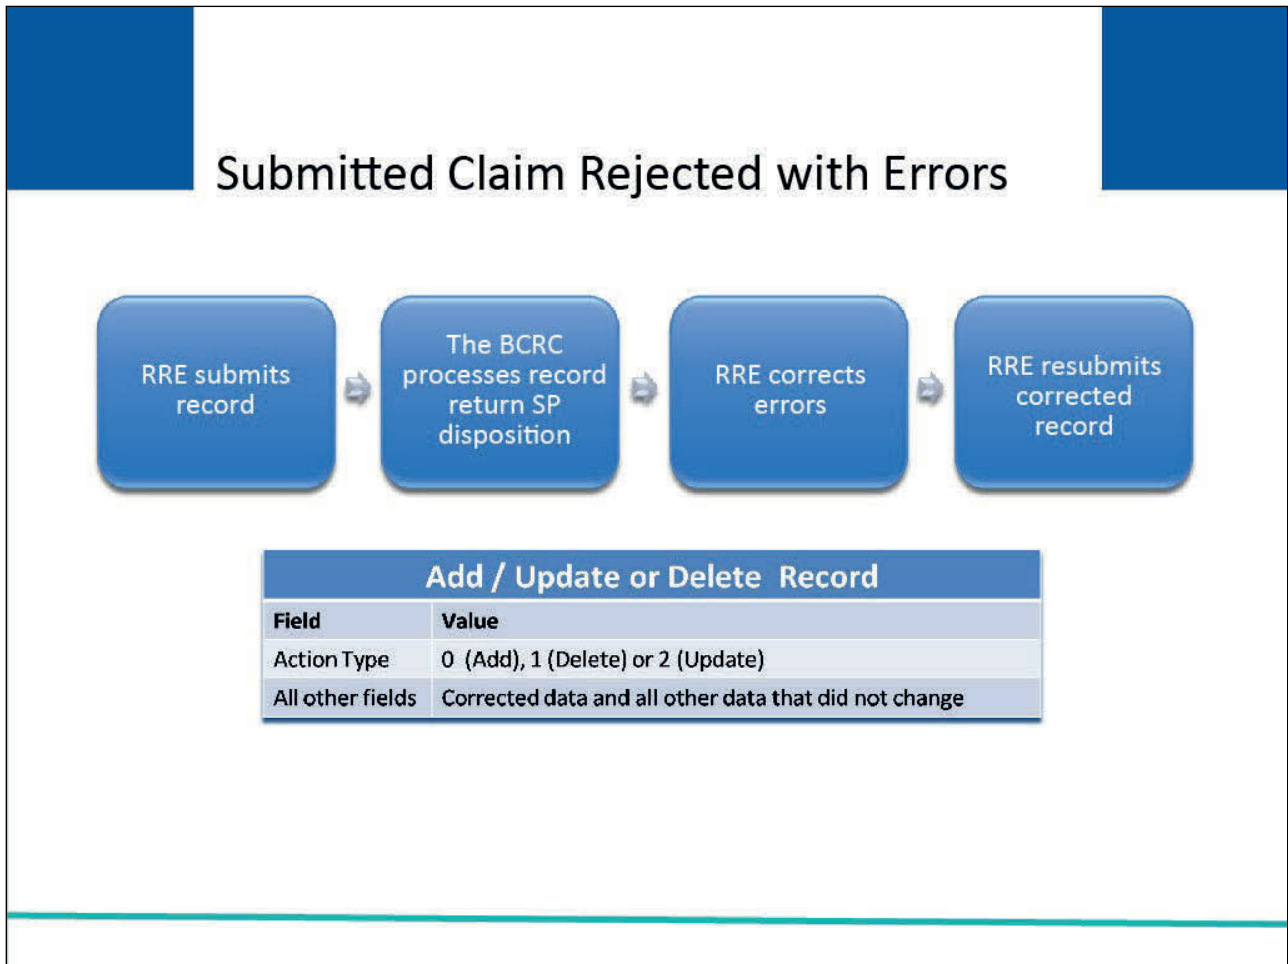 Submitted Claim Rejected with Errors
RRE submits
record
The BCRC
processes record
return SP
disposition
RRE corrects
errors
RRE resubmits
corrected
record
Add / Update or Delete Record
Field Value
Action Type 0 (Add), 1 (Delete) or 2 (Update)
All other fields Corrected data and all other data that did not change